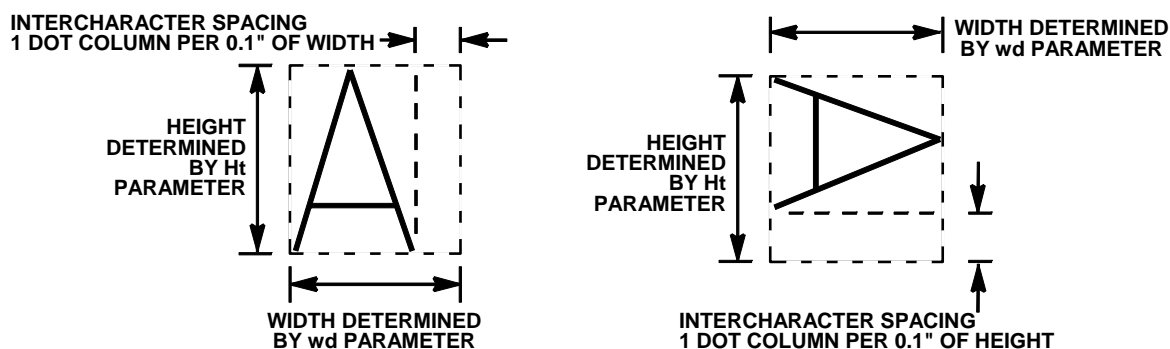 INTERCHARACTER SPACING
1 DOT COLUMN PER 0.1" OF WIDTH
HEIGHT
DETERMINED
BY Ht
PARAMETER
A
WIDTH DETERMINED
BY wd PARAMETER
WIDTH DETERMINED
BY wd PARAMETER
HEIGHT
DETERMINED
BY Ht
PARAMETER
A
INTERCHARACTER SPACING
1 DOT COLUMN PER 0.1" OF HEIGHT